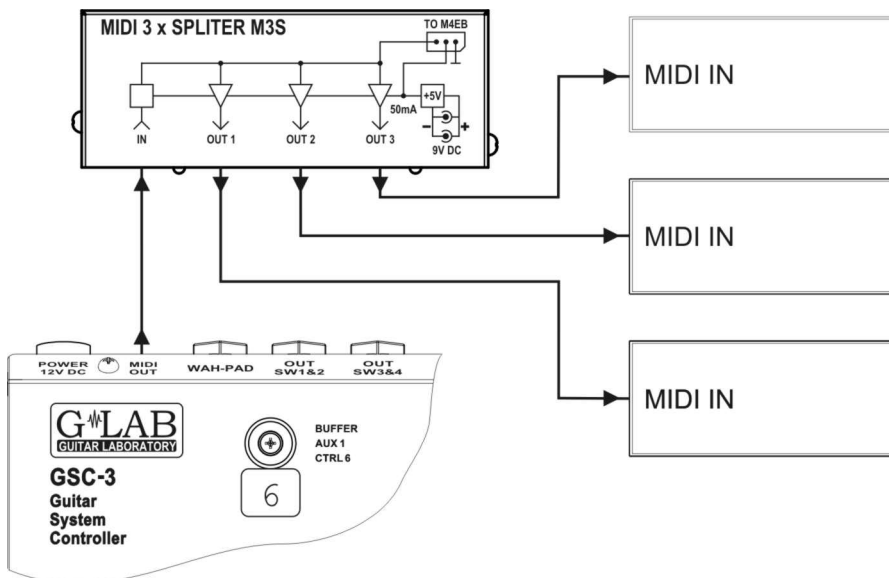 MIDI 3 x SPLITER M3S
TO M4EB
+5V
50mA
IN
OUT 1
OUT 2
OUT 3
- +
9V DC
MIDI IN
MIDI IN
MIDI IN
POWER
12V DC
MIDI
OUT
WAH-PAD
OUT
SW1&2
OUT
SW3&4
G LAB
GUITAR LABORATORY
BUFFER
AUX 1
CTRL 6
6
GSC-3
Guitar
System
Controller